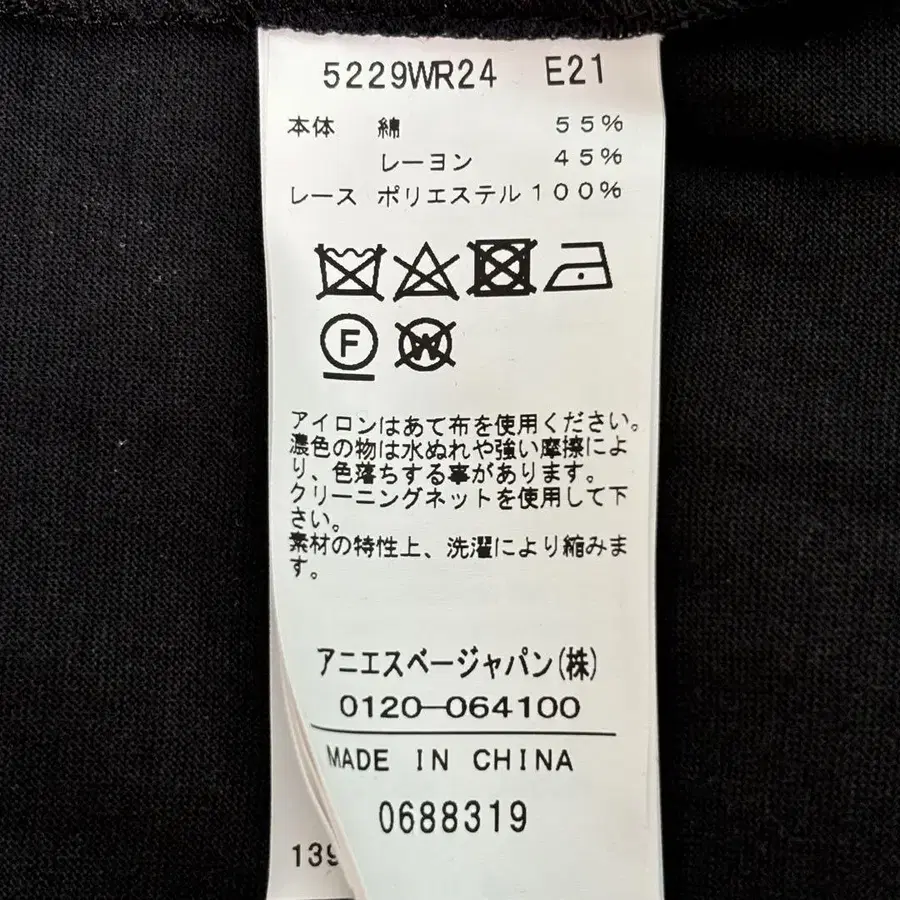 5229WR24 E21
本体 綿 55%
レーヨン 45%
レース ポリエステル 100%
F W
アイロンはあて布を使用ください。
濃色の物は水ぬれや強い摩擦によ
り、色落ちする事があります。
クリーニングネットを使用して下
さい。
素材の特性上、洗濯により縮みま
す。
アニエスベージャパン(株)
0120-064100
MADE IN CHINA
0688319
139